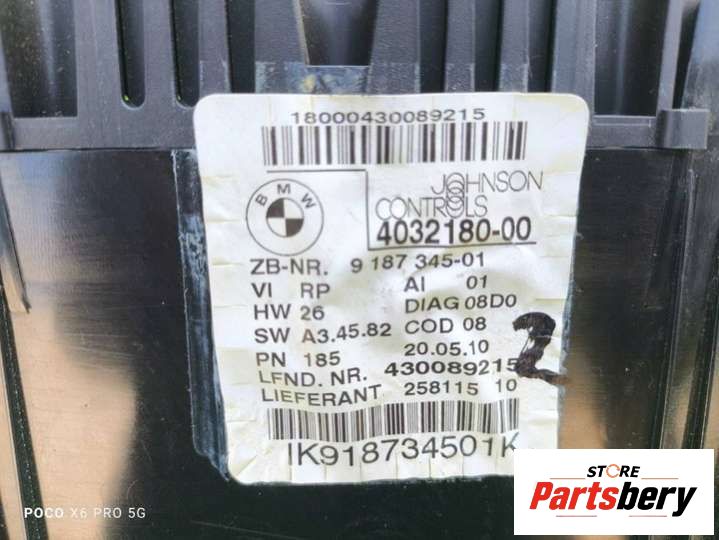 18000430089215
BMW
JOHNSON
CONTROLS
4032180-00
ZB-NR. 9 187 345-01
VI RP AI 01
HW 26 DIAG 08D0
SW A3.45.82 COD 08
PN 185 20.05.10
LFND. NR. 430089215
LIEFERANT 258115 10
2
IK918734501K
POCO X6 PRO 5G
STORE
Partsbery